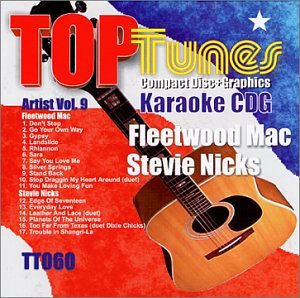 TOP Tunes
Compact Disc+Graphics
Karaoke CDG
Artist Vol. 9
Fleetwood Mac
1. Don't Stop
2. Go Your Own Way
3. Gypsy
4. Landslide
5. Rhiannon
6. Sara
7. Say You Love Me
8. Silver Springs
9. Stand Back
10. Stop Draggin My Heart Around (duet)
11. You Make Loving Fun
Stevie Nicks
12. Edge Of Seventeen
13. Everyday Love
14. Leather And Lace (duet)
15. Planets Of The Universe
16. Too Far From Texas (duet Dixie Chicks)
17. Trouble In Shangri-La
Fleetwood Mac
Stevie Nicks
TT060